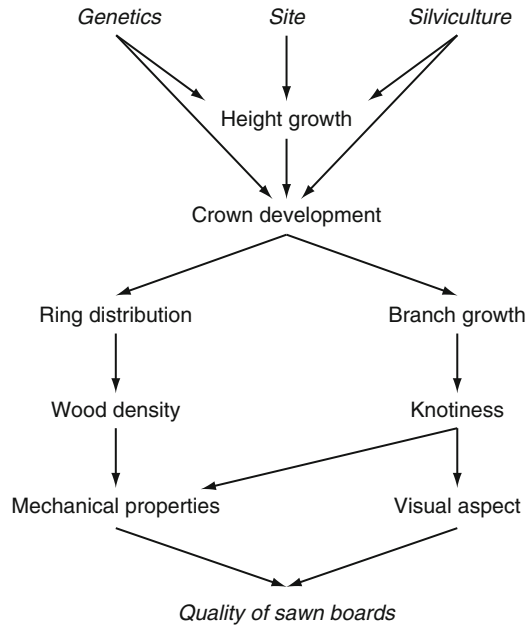 Genetics Site Silviculture
Height growth
Crown development
Ring distribution Branch growth
Wood density Knotiness
Mechanical properties Visual aspect
Quality of sawn boards